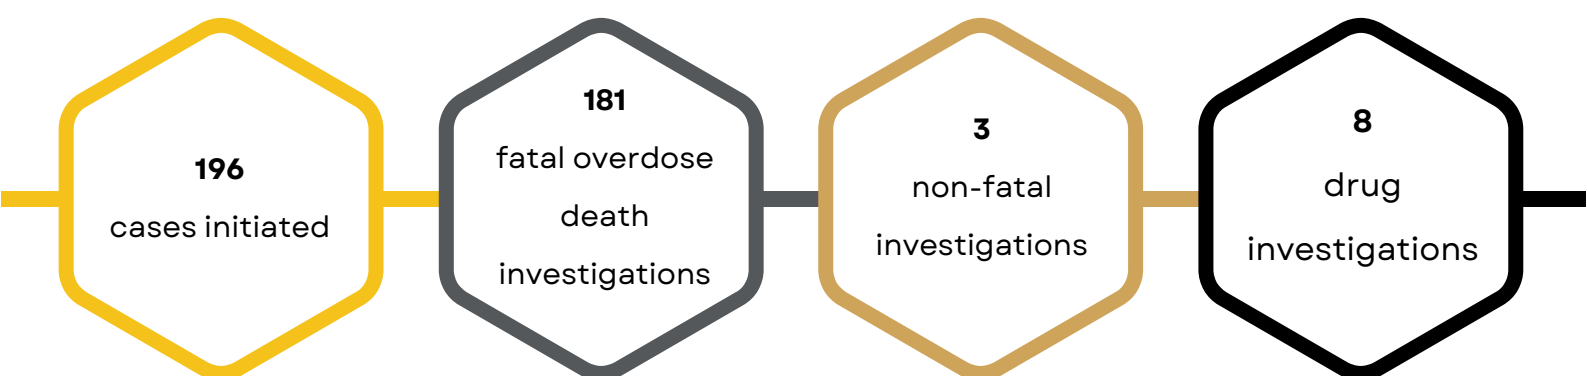 196
cases initiated
181
fatal overdose
death
investigations
3
non-fatal
investigations
8
drug
investigations